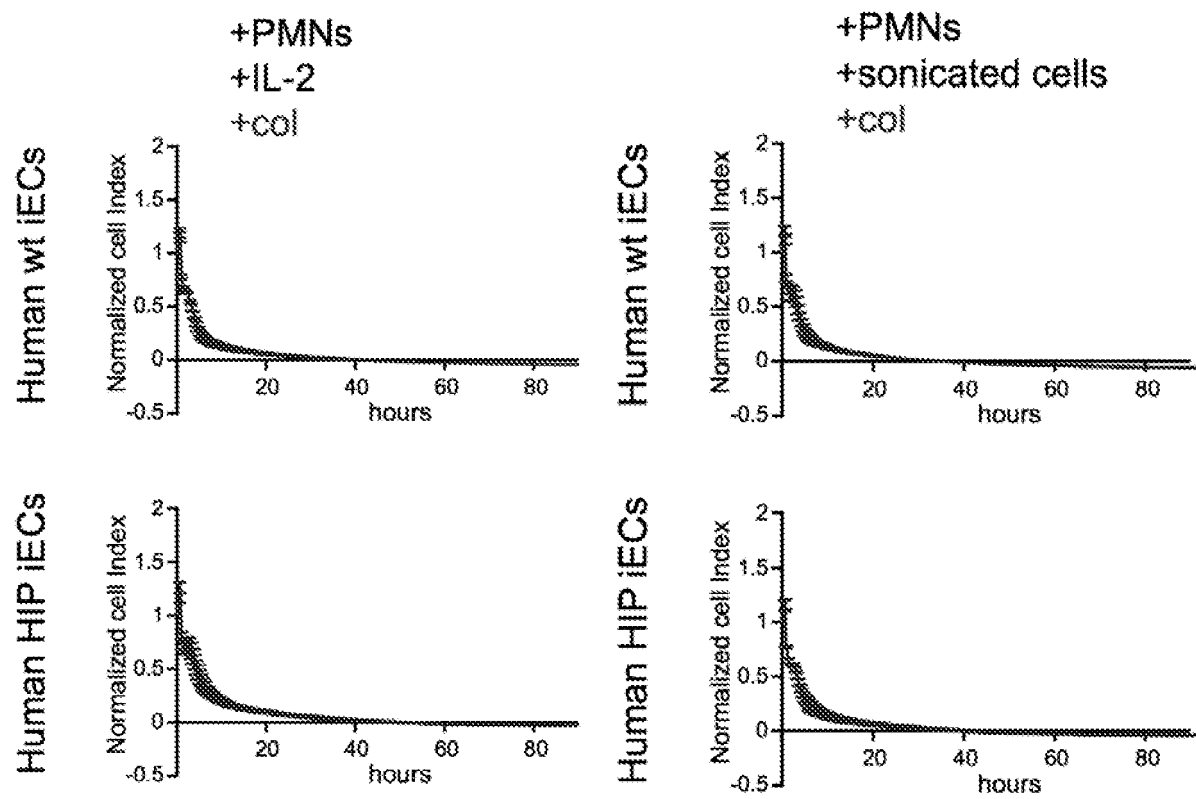 +PMNs
+IL-2
+col
+PMNs
+sonicated cells
+col
Human wt iECs
Normalized cell Index
2
1.5
1
0.5
0
-0.5
20
40
60
80
hours
Human wt iECs
Normalized cell Index
2
1.5
1
0.5
0
-0.5
20
40
60
80
hours
Human HIP iECs
Normalized cell Index
2
1.5
1
0.5
0
-0.5
20
40
60
80
hours
Human HIP iECs
Normalized cell Index
2
1.5
1
0.5
0
-0.5
20
40
60
80
hours